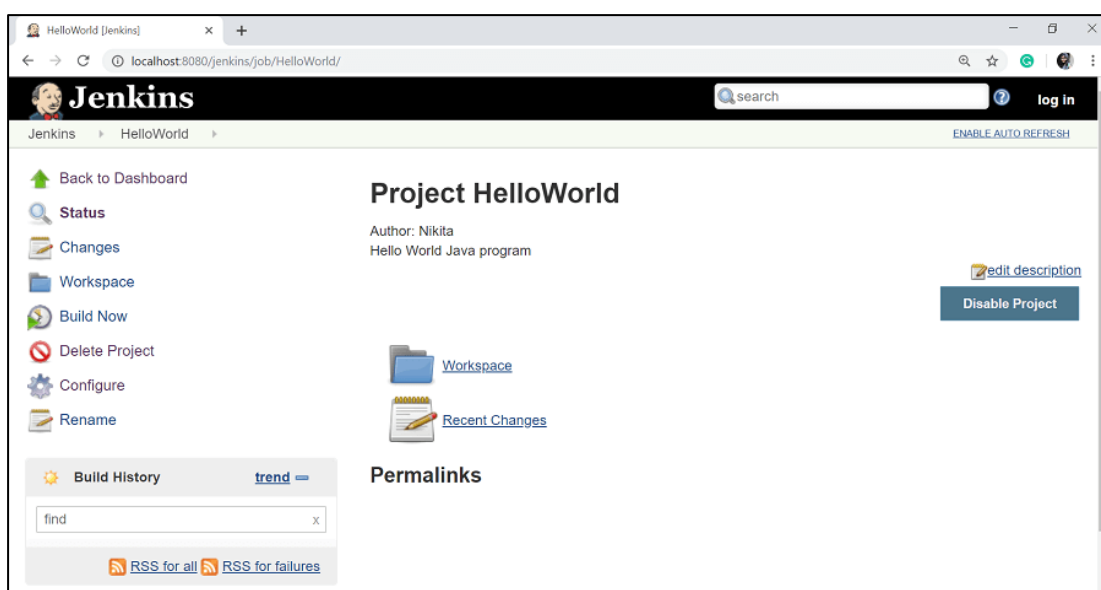 HelloWorld [Jenkins]
localhost:8080/jenkins/job/HelloWorld/
Jenkins
search
log in
Jenkins HelloWorld
ENABLE AUTO REFRESH
Back to Dashboard
Status
Changes
Workspace
Build Now
Delete Project
Configure
Rename
Build History trend
find x
RSS for all RSS for failures
Project HelloWorld
Author: Nikita
Hello World Java program
edit description
Disable Project
Workspace
Recent Changes
Permalinks